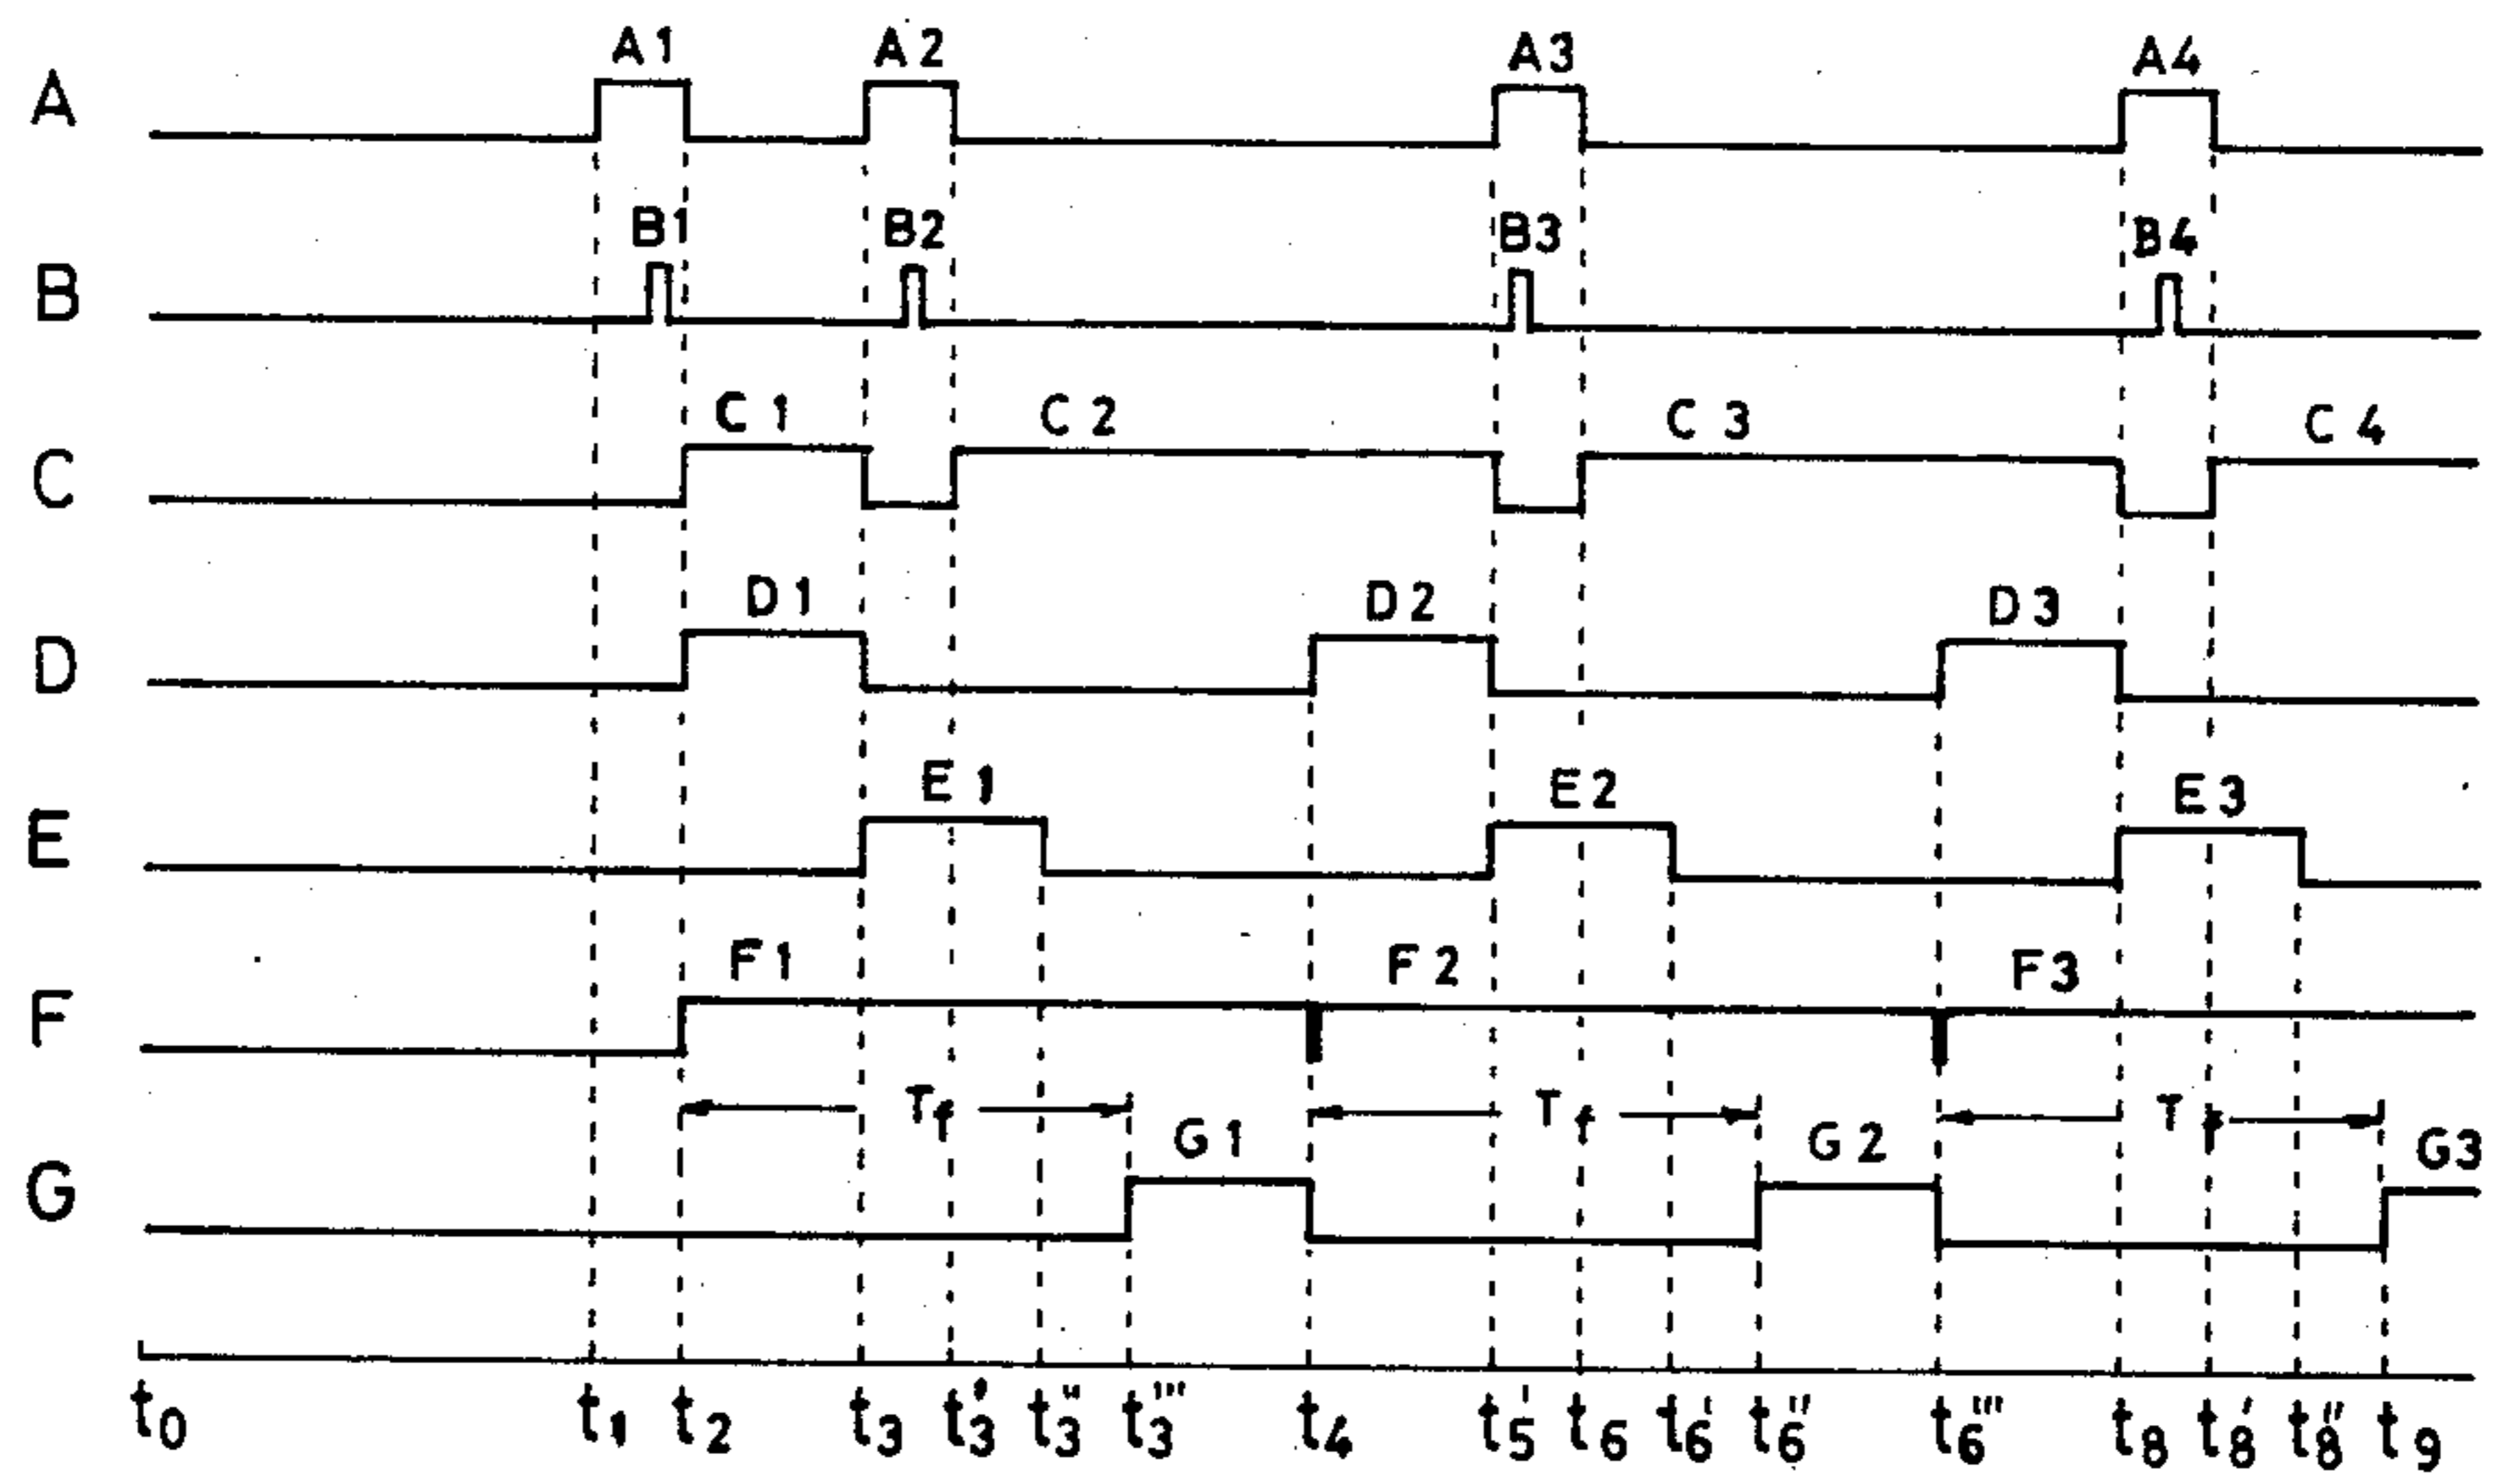 A1 A2 A3 A4
A
B1 B2 B3 B4
B
C1 C2 C3 C4
C
D1 D2 D3
D
E1 E2 E3
E
F1 F2 F3
F
Tf Tf Tf
G1 G2 G3
G
t0 t1 t2 t3 t3' t3'' t3''' t4 t5' t6 t6' t6'' t6''' t8 t8' t8'' t9